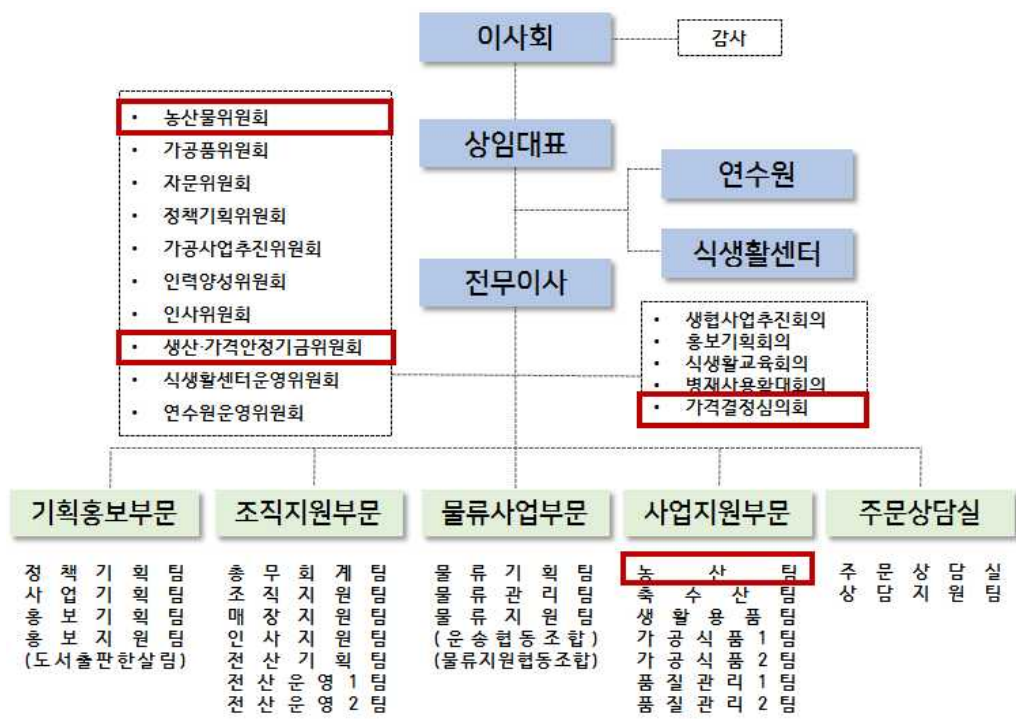 이사회
감사
• 농산물위원회
• 가공품위원회
• 자문위원회
• 정책기획위원회
• 가공사업추진위원회
• 인력양성위원회
• 인사위원회
• 생산·가격안정기금위원회
• 식생활센터운영위원회
• 연수원운영위원회
상임대표
연수원
식생활센터
전무이사
• 생협사업추진회의
• 홍보기획회의
• 식생활교육회의
• 병재사용확대회의
• 가격결정심의회
기획홍보부문
정책기획팀
사업기획팀
홍보기획팀
홍보지원팀
(도서출판한살림)
조직지원부문
총무회계팀
조직지원팀
매장지원팀
인사지원팀
전산기획팀
전산운영1팀
전산운영2팀
물류사업부문
물류기획팀
물류관리팀
물류지원팀
(운송협동조합)
(물류지원협동조합)
사업지원부문
농산팀
축수산팀
생활용품팀
가공식품1팀
가공식품2팀
품질관리1팀
품질관리2팀
주문상담실
주문상담실
상담지원팀